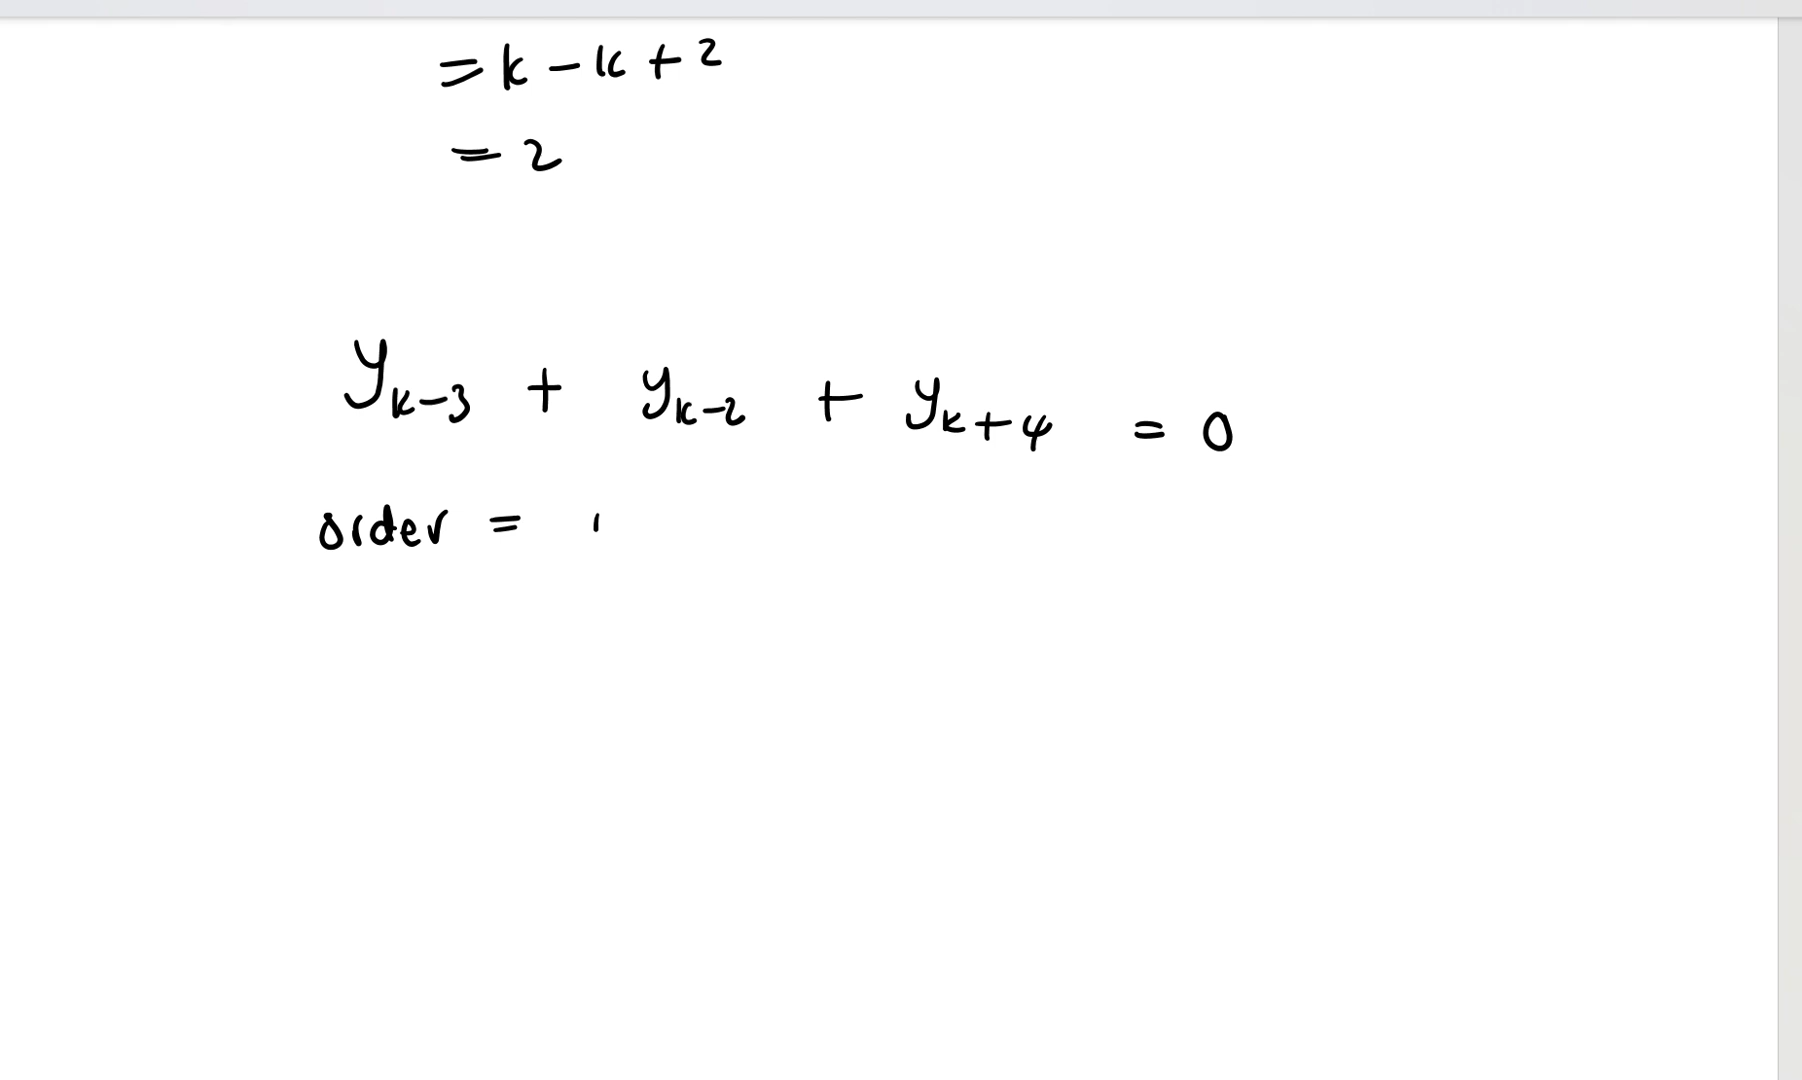 = k - k + 2
= 2
y_{k-3} + y_{k-2} + y_{k+4} = 0
order =